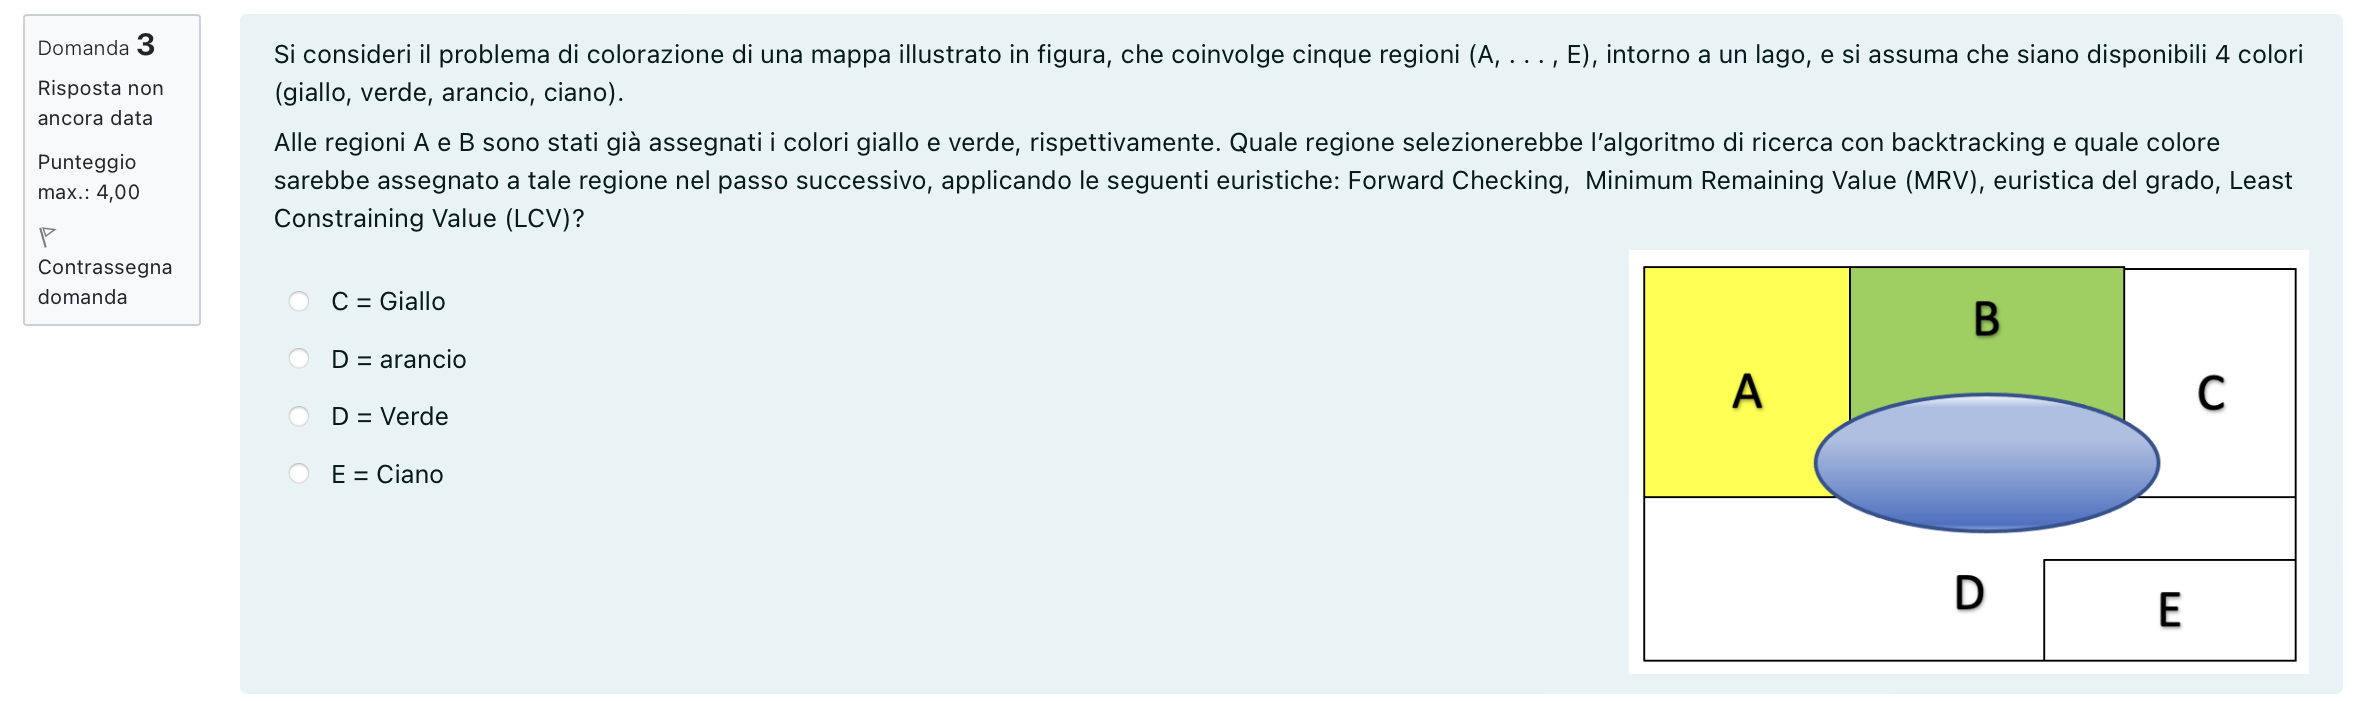 Domanda 3
Risposta non
ancora data
Punteggio
max.: 4,00
Contrassegna
domanda
Si consideri il problema di colorazione di una mappa illustrato in figura, che coinvolge cinque regioni (A, . . . , E), intorno a un lago, e si assuma che siano disponibili 4 colori
(giallo, verde, arancio, ciano).
Alle regioni A e B sono stati già assegnati i colori giallo e verde, rispettivamente. Quale regione selezionerebbe l’algoritmo di ricerca con backtracking e quale colore
sarebbe assegnato a tale regione nel passo successivo, applicando le seguenti euristiche: Forward Checking,  Minimum Remaining Value (MRV), euristica del grado, Least
Constraining Value (LCV)?
C = Giallo
D = arancio
D = Verde
E = Ciano
B
A
C
D
E